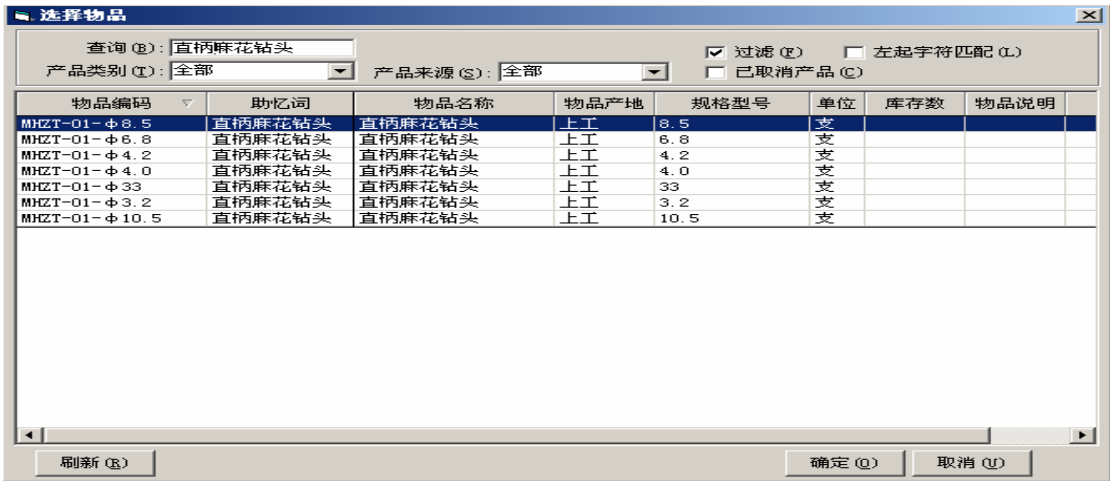 选择物品
查询(B): 直柄麻花钻头 过滤(F) 左起字符匹配(L)
产品类别(T): 全部 产品来源(S): 全部 已取消产品(C)
物品编码 助忆词 物品名称 物品产地 规格型号 单位 库存数 物品说明
MHZT-01-φ8.5 直柄麻花钻头 直柄麻花钻头 上工 8.5 支
MHZT-01-φ6.8 直柄麻花钻头 直柄麻花钻头 上工 6.8 支
MHZT-01-φ4.2 直柄麻花钻头 直柄麻花钻头 上工 4.2 支
MHZT-01-φ4.0 直柄麻花钻头 直柄麻花钻头 上工 4.0 支
MHZT-01-φ33 直柄麻花钻头 直柄麻花钻头 上工 33 支
MHZT-01-φ3.2 直柄麻花钻头 直柄麻花钻头 上工 3.2 支
MHZT-01-φ10.5 直柄麻花钻头 直柄麻花钻头 上工 10.5 支
刷新(R) 确定(O) 取消(U)